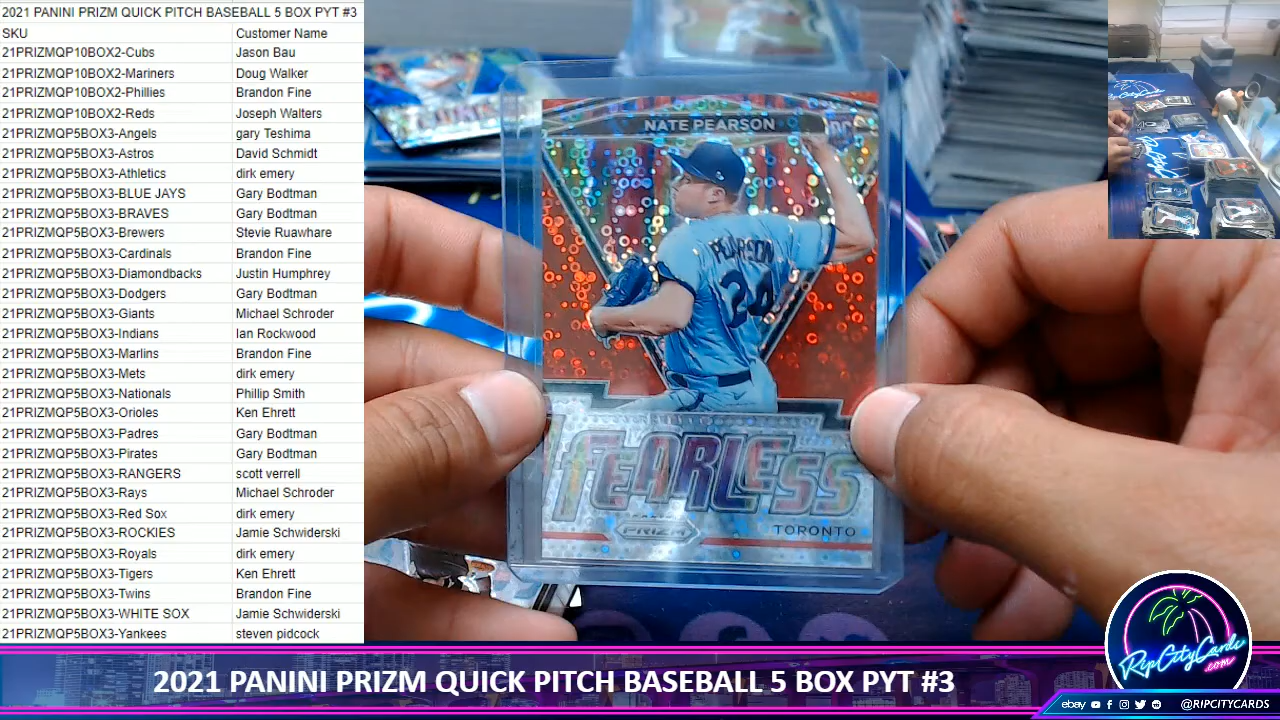 2021 PANINI PRIZM QUICK PITCH BASEBALL 5 BOX PYT #3
SKU Customer Name
21PRIZMQP10BOX2-Cubs Jason Bau
21PRIZMQP10BOX2-Mariners Doug Walker
21PRIZMQP10BOX2-Phillies Brandon Fine
21PRIZMQP10BOX2-Reds Joseph Walters
21PRIZMQP5BOX3-Angels gary Teshima
21PRIZMQP5BOX3-Astros David Schmidt
21PRIZMQP5BOX3-Athletics dirk emery
21PRIZMQP5BOX3-BLUE JAYS Gary Bodtman
21PRIZMQP5BOX3-BRAVES Gary Bodtman
21PRIZMQP5BOX3-Brewers Stevie Ruawhare
21PRIZMQP5BOX3-Cardinals Brandon Fine
21PRIZMQP5BOX3-Diamondbacks Justin Humphrey
21PRIZMQP5BOX3-Dodgers Gary Bodtman
21PRIZMQP5BOX3-Giants Michael Schroder
21PRIZMQP5BOX3-Indians Ian Rockwood
21PRIZMQP5BOX3-Marlins Brandon Fine
21PRIZMQP5BOX3-Mets dirk emery
21PRIZMQP5BOX3-Nationals Phillip Smith
21PRIZMQP5BOX3-Orioles Ken Ehrett
21PRIZMQP5BOX3-Padres Gary Bodtman
21PRIZMQP5BOX3-Pirates Gary Bodtman
21PRIZMQP5BOX3-RANGERS scott verrell
21PRIZMQP5BOX3-Rays Michael Schroder
21PRIZMQP5BOX3-Red Sox dirk emery
21PRIZMQP5BOX3-ROCKIES Jamie Schwiderski
21PRIZMQP5BOX3-Royals dirk emery
21PRIZMQP5BOX3-Tigers Ken Ehrett
21PRIZMQP5BOX3-Twins Brandon Fine
21PRIZMQP5BOX3-WHITE SOX Jamie Schwiderski
21PRIZMQP5BOX3-Yankees steven pidcock
NATE PEARSON
RC
PEARSON
24
FEARLESS
PRIZM
TORONTO
2021 PANINI PRIZM QUICK PITCH BASEBALL 5 BOX PYT #3
RipCityCards
.com
ebay @RIPCITYCARDS